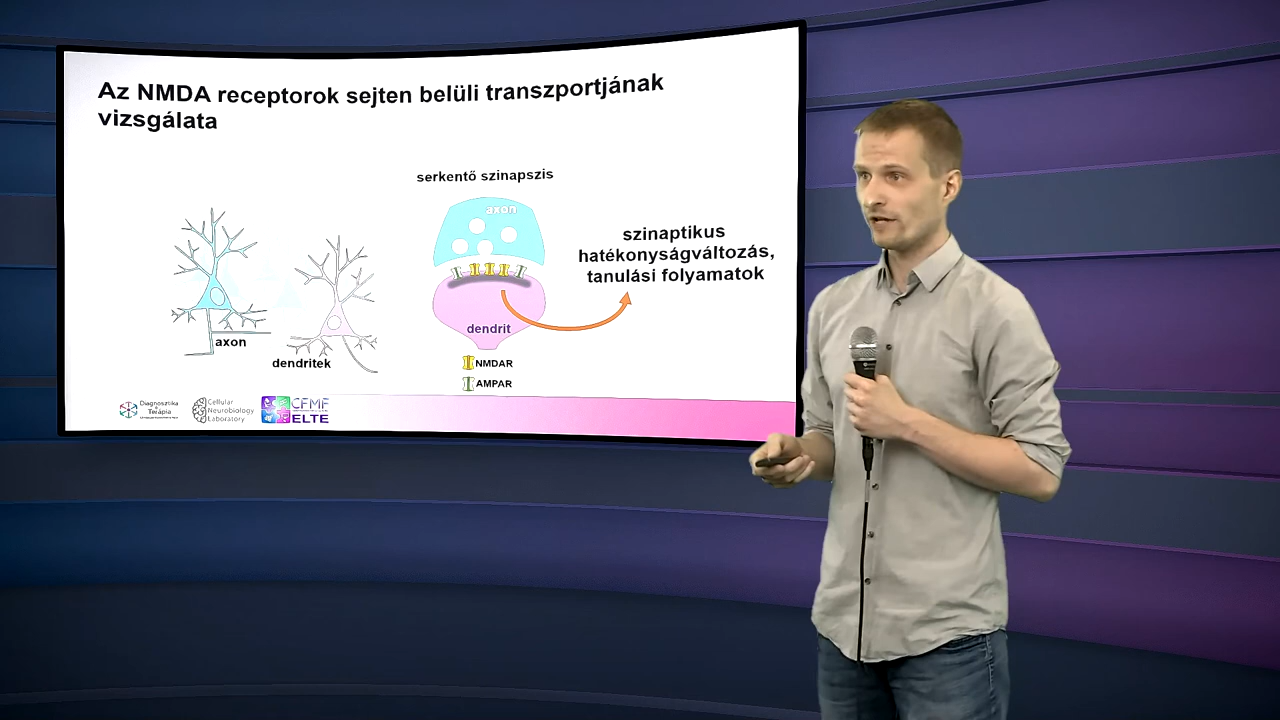 Az NMDA receptorok sejten belüli transzportjának
vizsgálata
serkentő szinapszis
axon
szinaptikus
hatékonyságváltozás,
tanulási folyamatok
dendrit
axon
dendritek
NMDAR
AMPAR
Diagnosztika
és Terápia
Cellular
Neurobiology
Laboratory
CFMF
ELTE